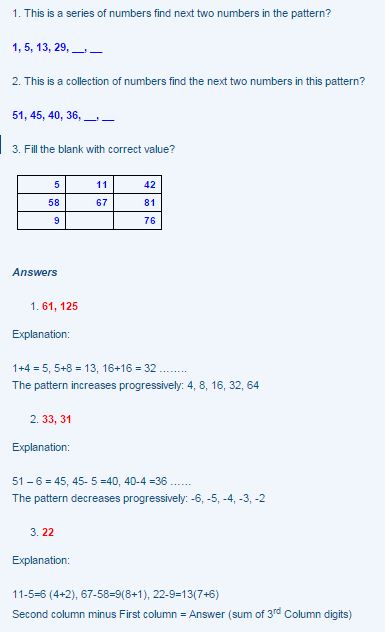 1. This is a series of numbers find next two numbers in the pattern?
1, 5, 13, 29, __, __
2. This is a collection of numbers find the next two numbers in this pattern?
51, 45, 40, 36, __, __
3. Fill the blank with correct value?
5 11 42
58 67 81
9 76
Answers
1. 61, 125
Explanation:
1+4 = 5, 5+8 = 13, 16+16 = 32 ........
The pattern increases progressively: 4, 8, 16, 32, 64
2. 33, 31
Explanation:
51 – 6 = 45, 45- 5 =40, 40-4 =36 ......
The pattern decreases progressively: -6, -5, -4, -3, -2
3. 22
Explanation:
11-5=6 (4+2), 67-58=9(8+1), 22-9=13(7+6)
Second column minus First column = Answer (sum of 3rd Column digits)